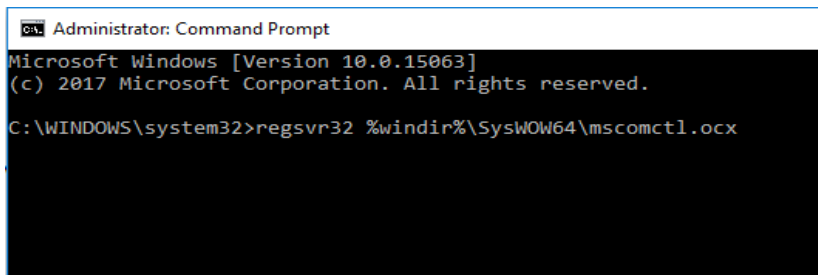 Administrator: Command Prompt
Microsoft Windows [Version 10.0.15063]
(c) 2017 Microsoft Corporation. All rights reserved.
C:\WINDOWS\system32>regsvr32 %windir%\SysWOW64\mscomctl.ocx